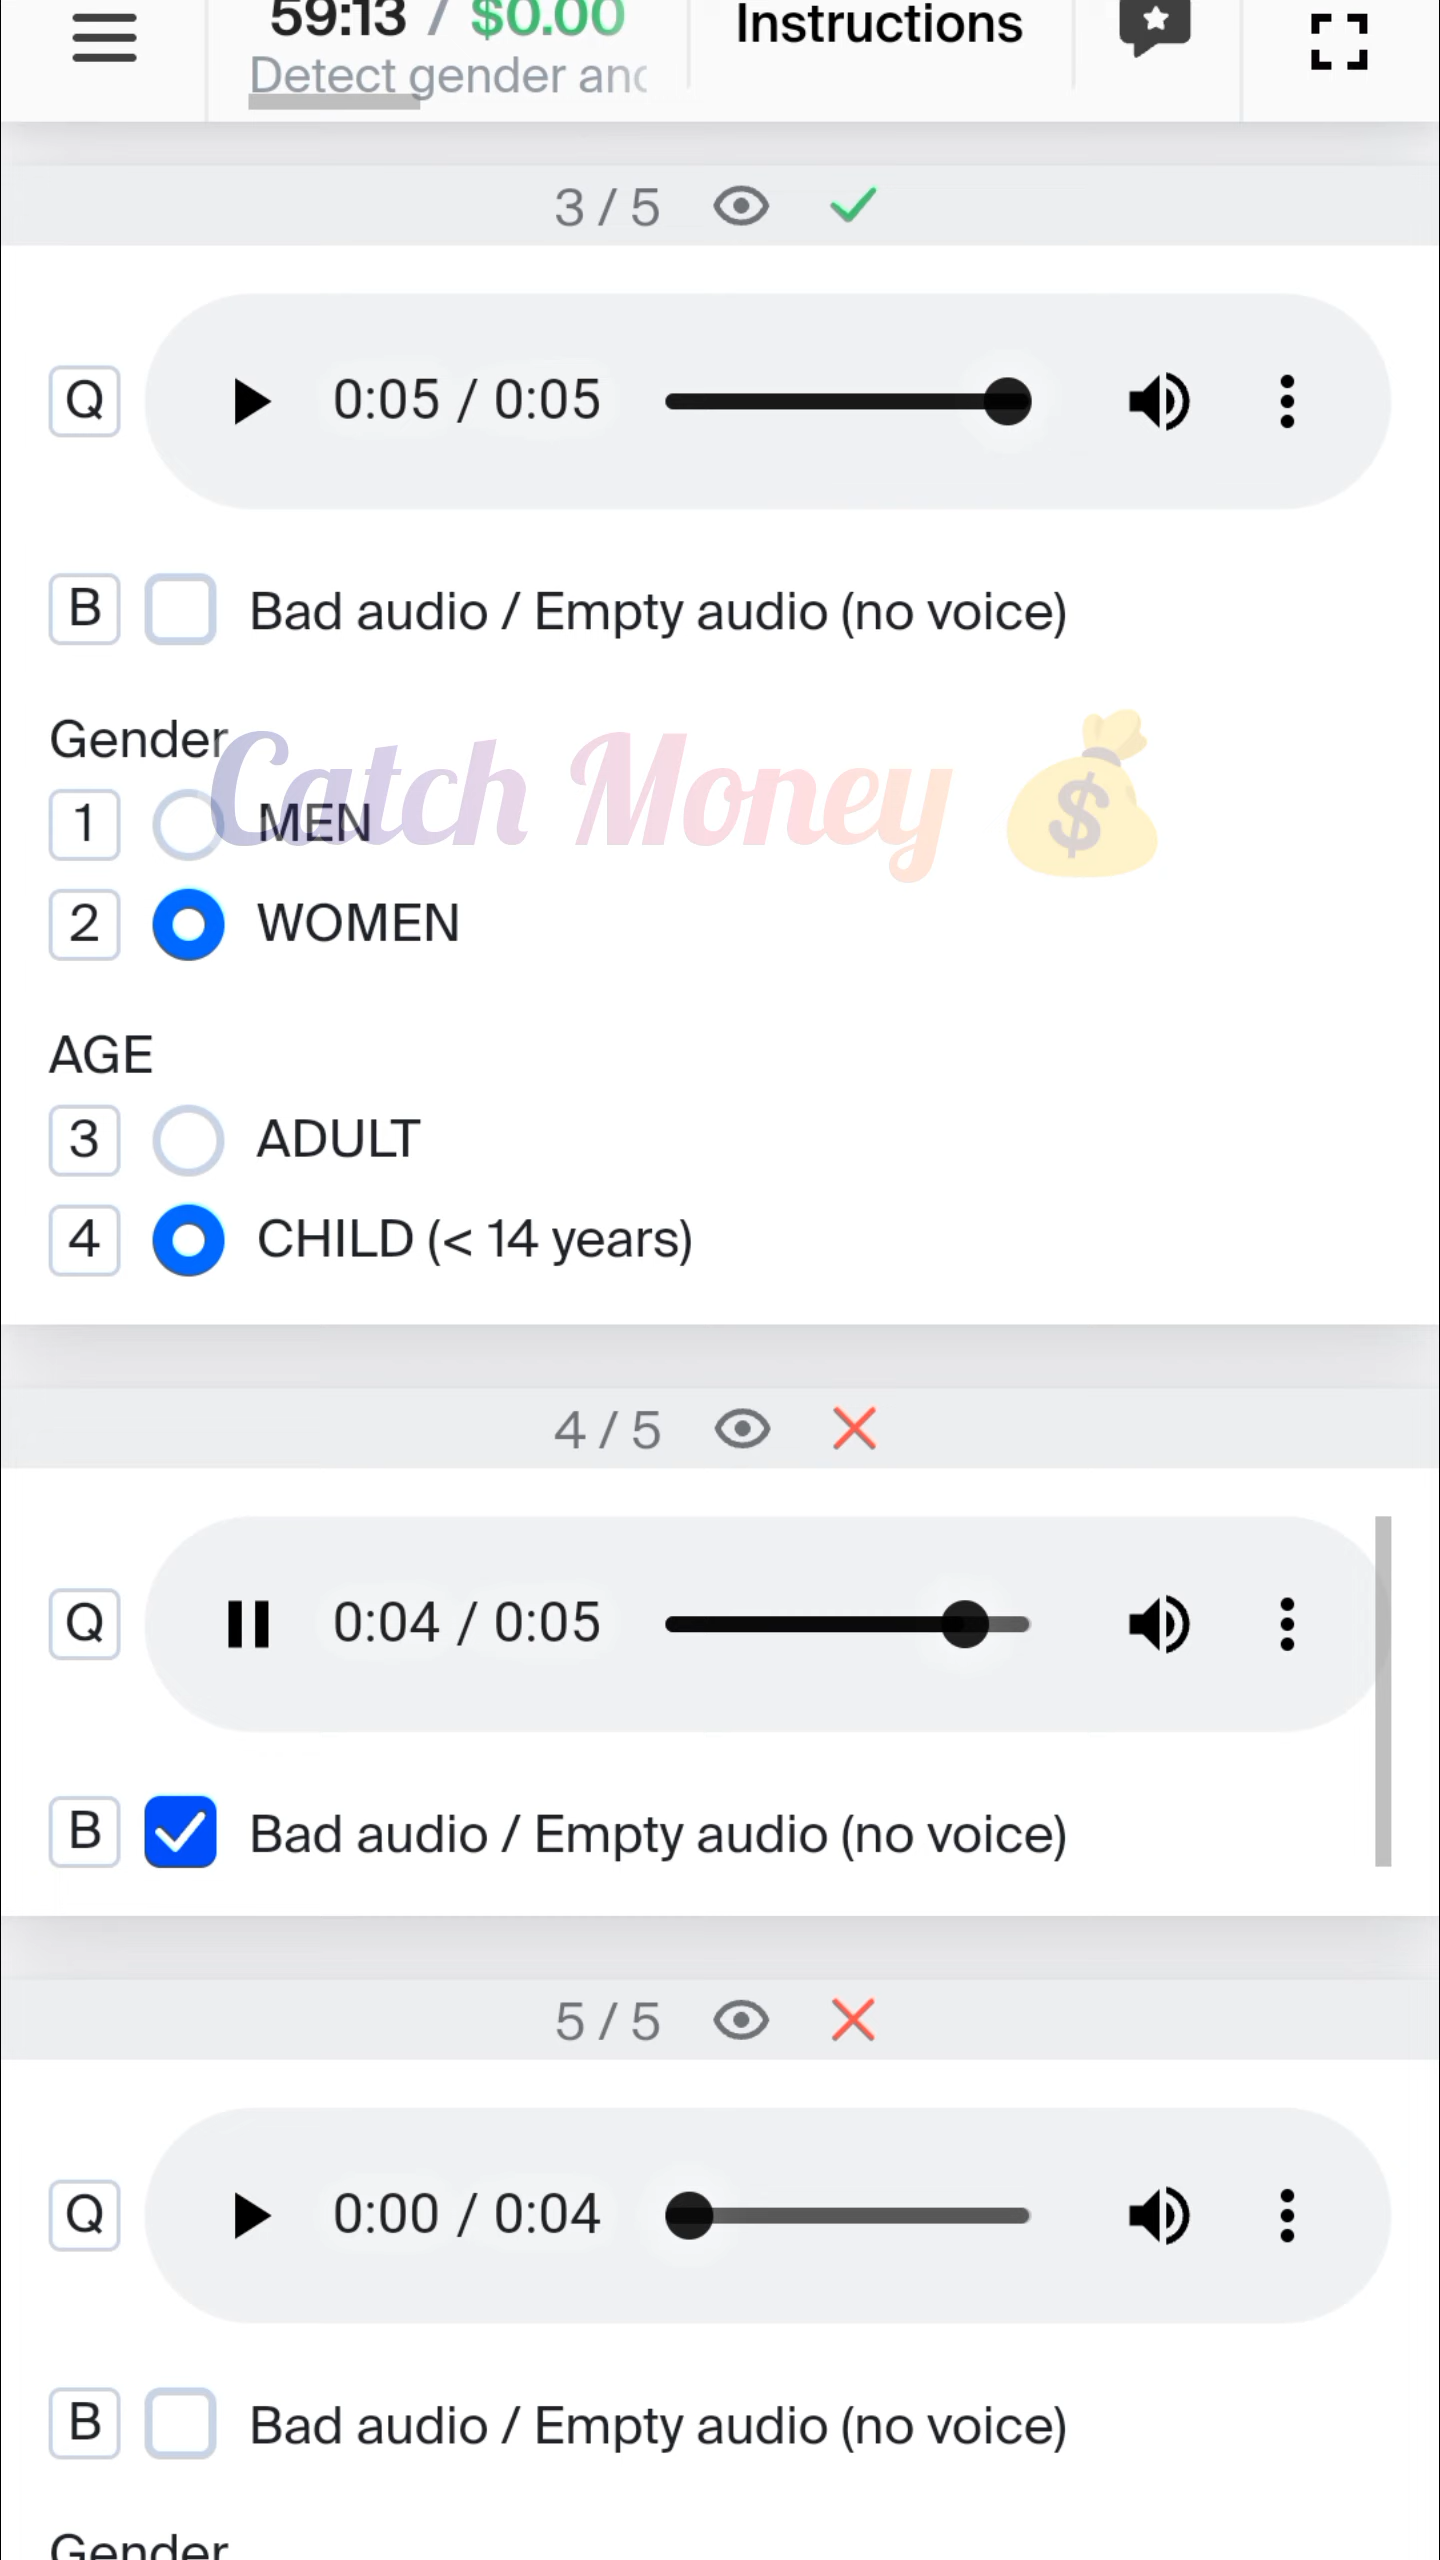 59:13 / $0.00
Instructions
Detect gender and
3 / 5
Q
0:05 / 0:05
B
Bad audio / Empty audio (no voice)
Gender
Catch Money
1
MEN
2
WOMEN
AGE
3
ADULT
4
CHILD (< 14 years)
4 / 5
Q
0:04 / 0:05
B
Bad audio / Empty audio (no voice)
5 / 5
Q
0:00 / 0:04
B
Bad audio / Empty audio (no voice)
Gender